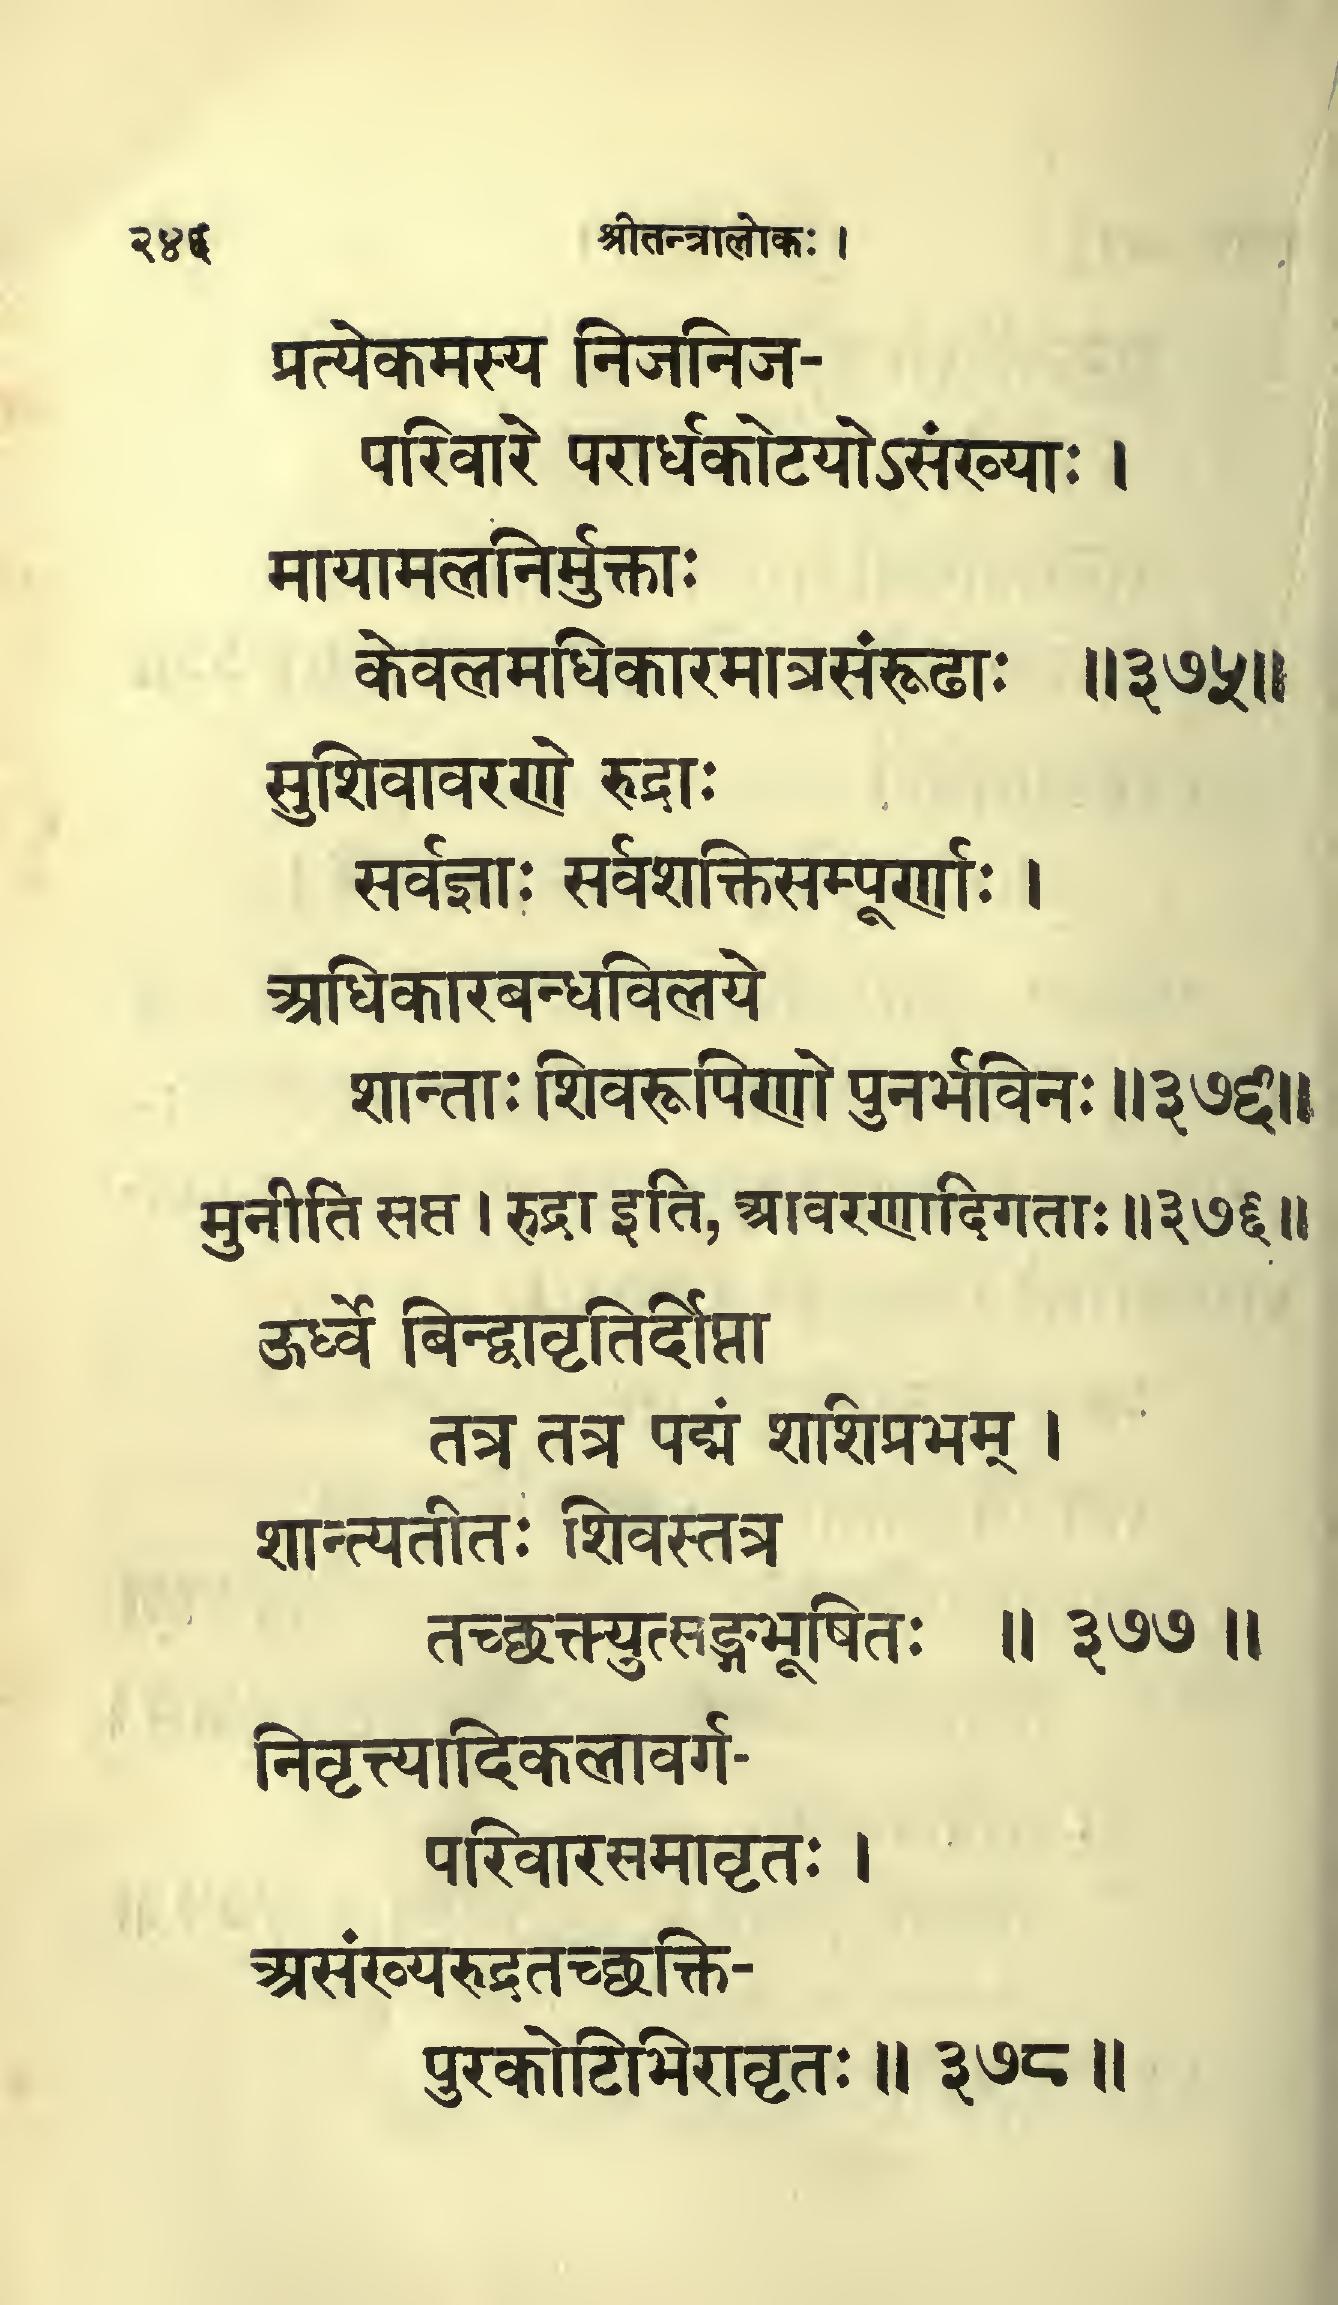 २४६ श्रीतन्त्रालोकः ।
प्रत्येकमस्य निजनिज-
परिवारे परार्धकोटयोऽसंख्याः ।
मायामलनिर्मुक्ताः
केवलमधिकारमात्रसंरूढाः ॥३७५॥
सुशिवावरणे रुद्राः
सर्वज्ञाः सर्वशक्तिसम्पूर्णाः ।
अधिकारबन्धविलये
शान्ताः शिवरूपिणो पुनर्भविनः ॥३७६॥
मुनीति सप्त । रुद्रा इति, आवरणादिगताः ॥३७६॥
ऊर्ध्वे बिन्द्वावृतिर्दीप्ता
तत्र तत्र पद्मं शशिप्रभम् ।
शान्त्यतीतः शिवस्तत्र
तच्छक्त्युत्सङ्गभूषितः ॥ ३७७ ॥
निवृत्त्यादिकलावर्ग-
परिवारसमावृतः ।
असंख्यरुद्रतच्छक्ति-
पुरकोटिभिरावृतः ॥ ३७८ ॥